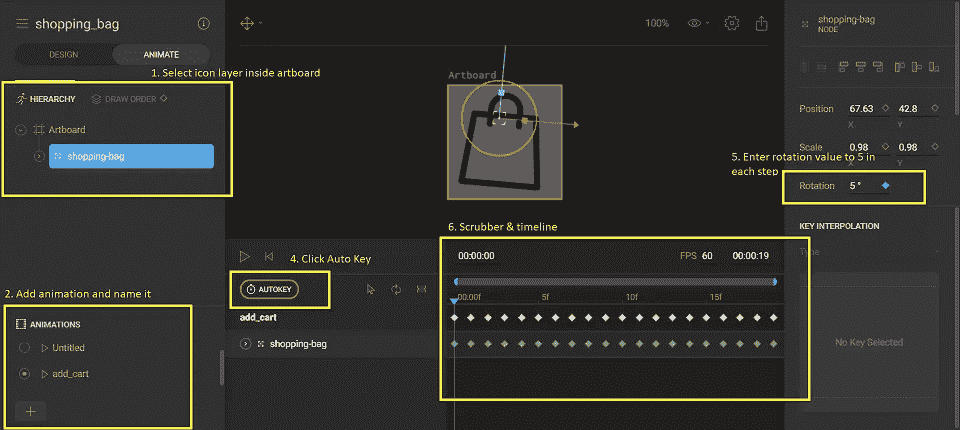 shopping_bag
DESIGN
ANIMATE
1. Select icon layer inside artboard
HIERARCHY
DRAW ORDER
Artboard
shopping-bag
2. Add animation and name it
ANIMATIONS
Untitled
add_cart
100%
Artboard
4. Click Auto Key
AUTOKEY
add_cart
shopping-bag
6. Scrubber & timeline
00:00:00
FPS 60
00:00:19
00:00f
5f
10f
15f
shopping-bag
NODE
Position 67.63 42.8
X Y
Scale 0.98 0.98
X Y
5. Enter rotation value to 5 in
each step
Rotation 5°
KEY INTERPOLATION
Type
No Key Selected